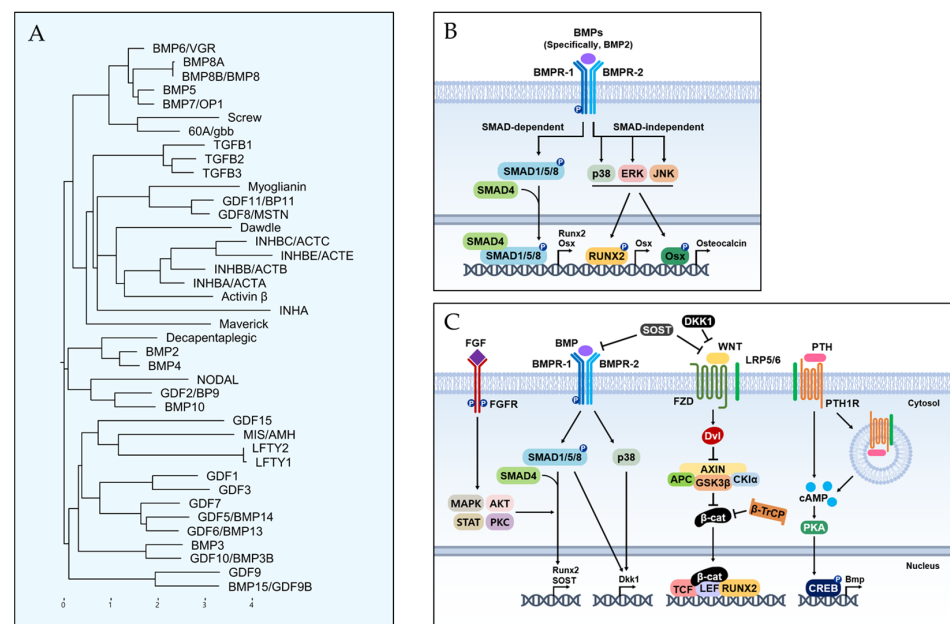 A
BMP6/VGR
BMP8A
BMP8B/BMP8
BMP5
BMP7/OP1
Screw
60A/gbb
TGFB1
TGFB2
TGFB3
Myoglianin
GDF11/BP11
GDF8/MSTN
Dawdle
INHBC/ACTC
INHBE/ACTE
INHBB/ACTB
INHBA/ACTA
Activin β
INHA
Maverick
Decapentaplegic
BMP2
BMP4
NODAL
GDF2/BP9
BMP10
GDF15
MIS/AMH
LFTY2
LFTY1
GDF1
GDF3
GDF7
GDF5/BMP14
GDF6/BMP13
BMP3
GDF10/BMP3B
GDF9
BMP15/GDF9B
0 1 2 3 4
B
BMPs
(Specifically, BMP2)
BMPR-1 BMPR-2
P
SMAD-dependent SMAD-independent
P
SMAD1/5/8 p38 ERK JNK
SMAD4
Runx2
SMAD4 Osx Osx Osteocalcin
P P P
SMAD1/5/8 RUNX2 Osx
C
DKK1
SOST
FGF BMP WNT PTH
BMPR-1 BMPR-2 LRP5/6
P P FGFR P FZD PTH1R Cytosol
Dvl
P
SMAD1/5/8 p38 AXIN
SMAD4 APC GSK3β CKIα
MAPK AKT cAMP
STAT PKC β-cat β-TrCP
PKA
Nucleus
Runx2
SOST Dkk1 β-cat P Bmp
TCF LEF RUNX2 CREB